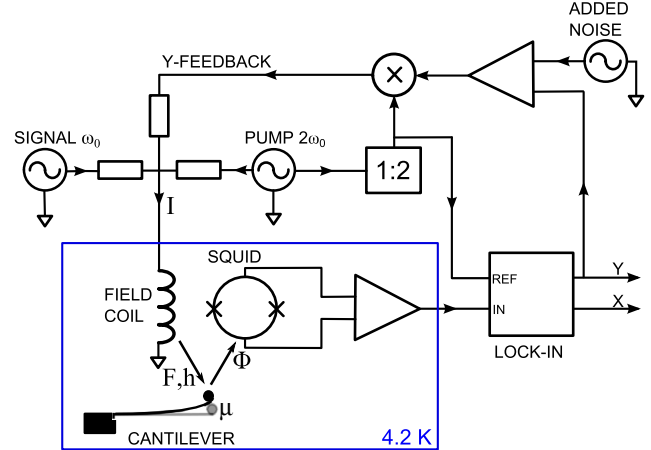 ADDED
NOISE
Y-FEEDBACK
SIGNAL ω0
PUMP 2ω0
1:2
I
SQUID
FIELD
COIL
F,h
Φ
μ
CANTILEVER
4.2 K
REF
IN
Y
X
LOCK-IN